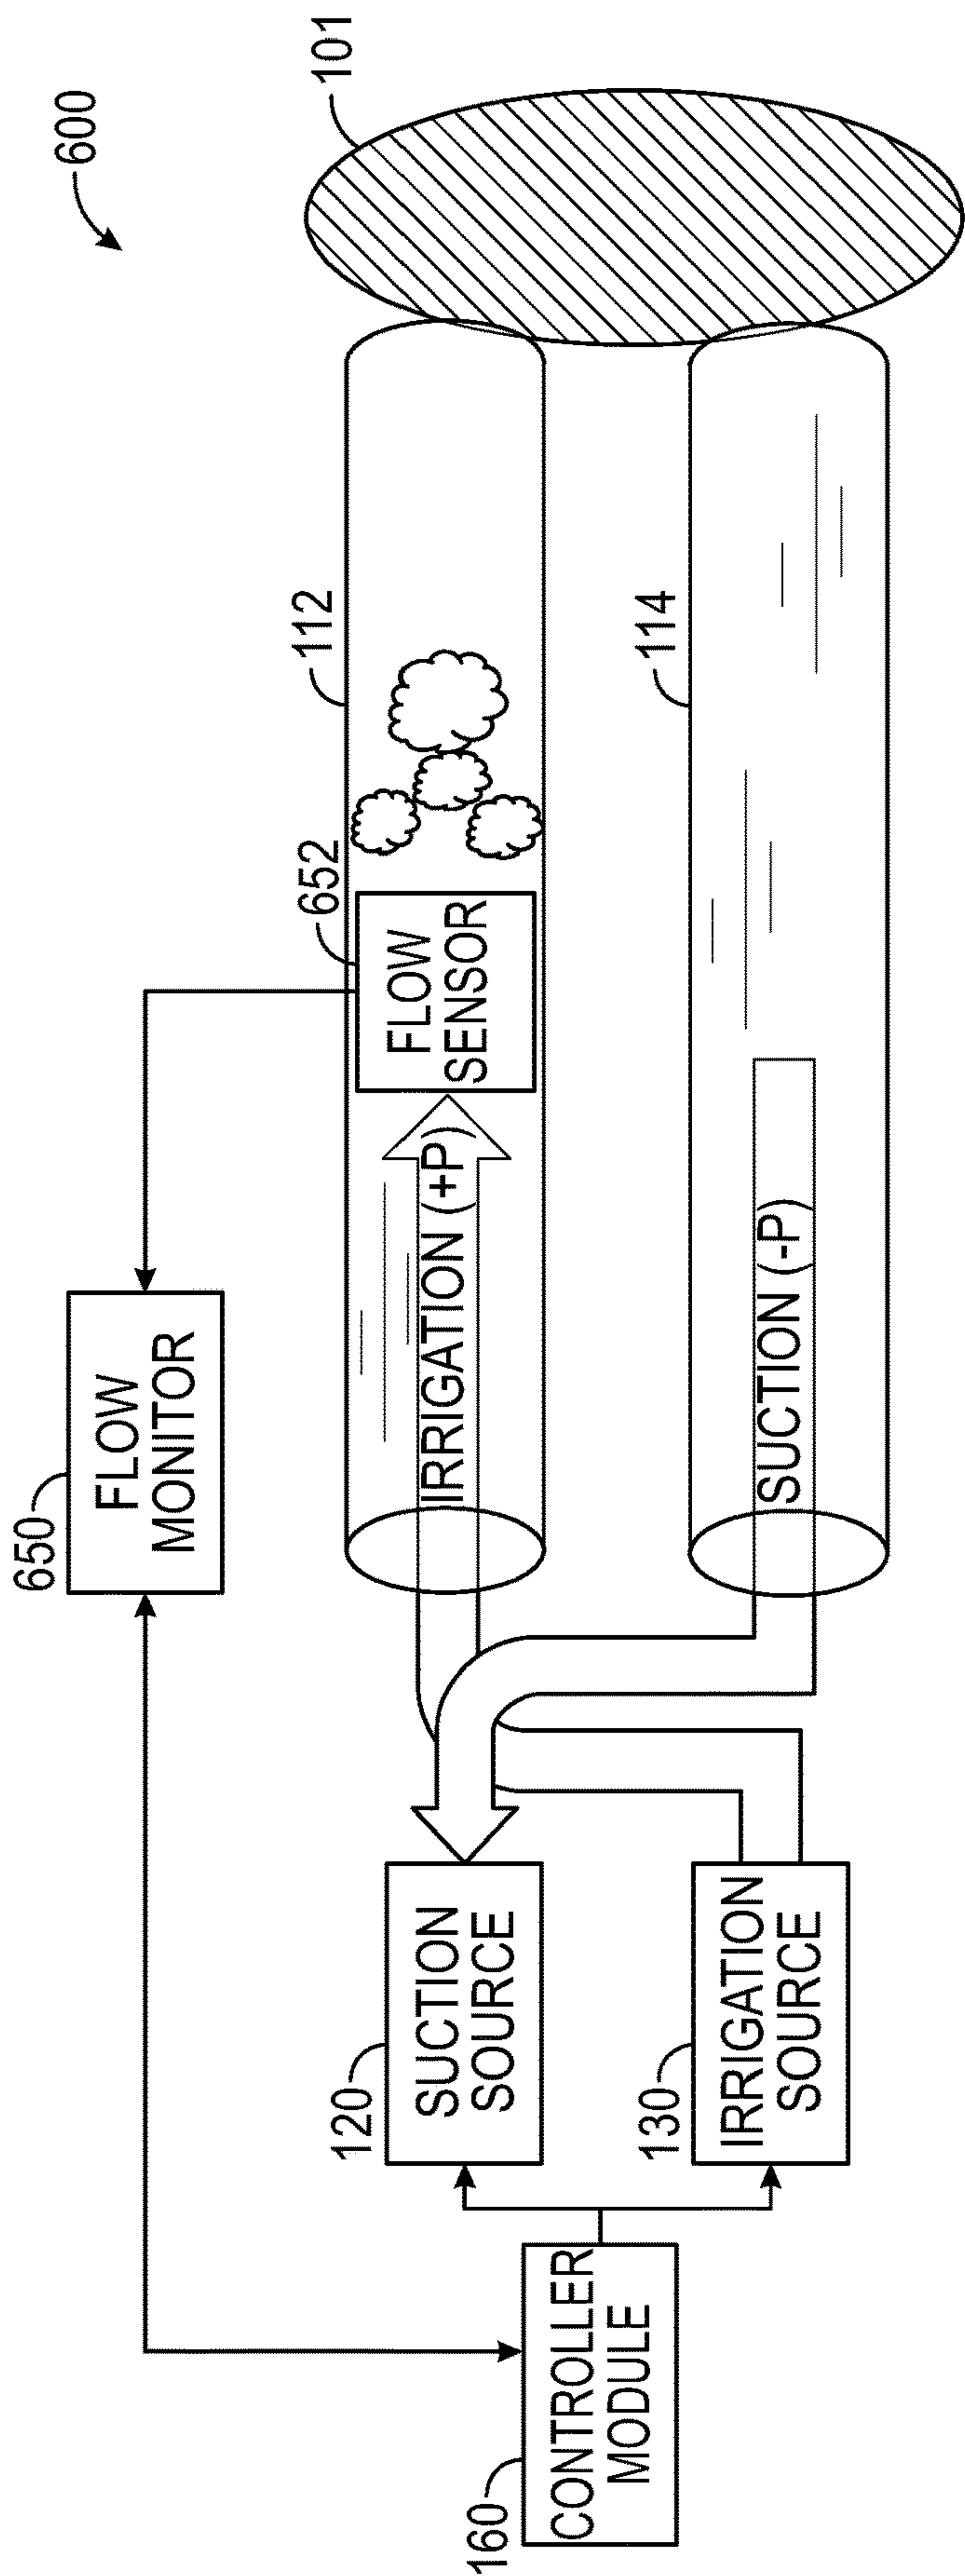 600
101
650
FLOW
MONITOR
652
112
FLOW
SENSOR
IRRIGATION (+P)
114
SUCTION (-P)
120
SUCTION
SOURCE
130
IRRIGATION
SOURCE
160
CONTROLLER
MODULE